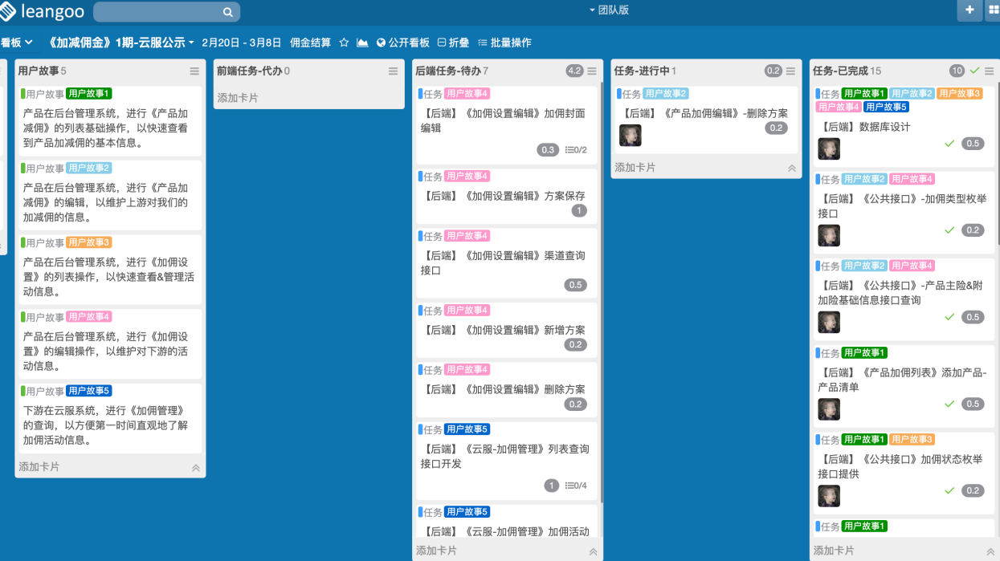 leangoo
团队版
看板
《加减佣金》1期-云服公示
2月20日 - 3月8日
佣金结算
公开看板
折叠
批量操作
用户故事 5
用户故事 用户故事1
产品在后台管理系统，进行《产品加
减佣》的列表基础操作，以快速查看
到产品加减佣的基本信息。
用户故事 用户故事2
产品在后台管理系统，进行《产品加
减佣》的编辑，以维护上游对我们的
加减佣的信息。
用户故事 用户故事3
产品在后台管理系统，进行《加佣设
置》的列表操作，以快速查看&管理活
动信息。
用户故事 用户故事4
产品在后台管理系统，进行《加佣设
置》的编辑操作，以维护对下游的活
动信息。
用户故事 用户故事5
下游在云服系统，进行《加佣管理》
的查询，以方便第一时间直观地了解
加佣活动信息。
添加卡片
前端任务-代办 0
添加卡片
后端任务-待办 7
4.2
任务 用户故事4
【后端】《加佣设置编辑》加佣封面
编辑
0.3 0/2
任务 用户故事4
【后端】《加佣设置编辑》方案保存
1
任务 用户故事4
【后端】《加佣设置编辑》渠道查询
接口
0.5
任务 用户故事4
【后端】《加佣设置编辑》新增方案
0.2
任务 用户故事4
【后端】《加佣设置编辑》删除方案
0.2
任务 用户故事5
【后端】《云服-加佣管理》列表查询
接口开发
1 0/4
任务 用户故事5
【后端】《云服-加佣管理》加佣活动
添加卡片
任务-进行中 1
0.2
任务 用户故事2
【后端】《产品加佣编辑》-删除方案
0.2
添加卡片
任务-已完成 15
10
任务 用户故事1 用户故事2 用户故事3
用户故事4 用户故事5
【后端】数据库设计
0.5
任务 用户故事2 用户故事4
【后端】《公共接口》-加佣类型枚举
接口
0.2
任务 用户故事2 用户故事4
【后端】《公共接口》-产品主险&附
加险基础信息接口查询
0.5
任务 用户故事1
【后端】《产品加佣列表》添加产品-
产品清单
0.5
任务 用户故事1 用户故事3
【后端】《公共接口》加佣状态枚举
接口提供
0.2
任务 用户故事1
添加卡片